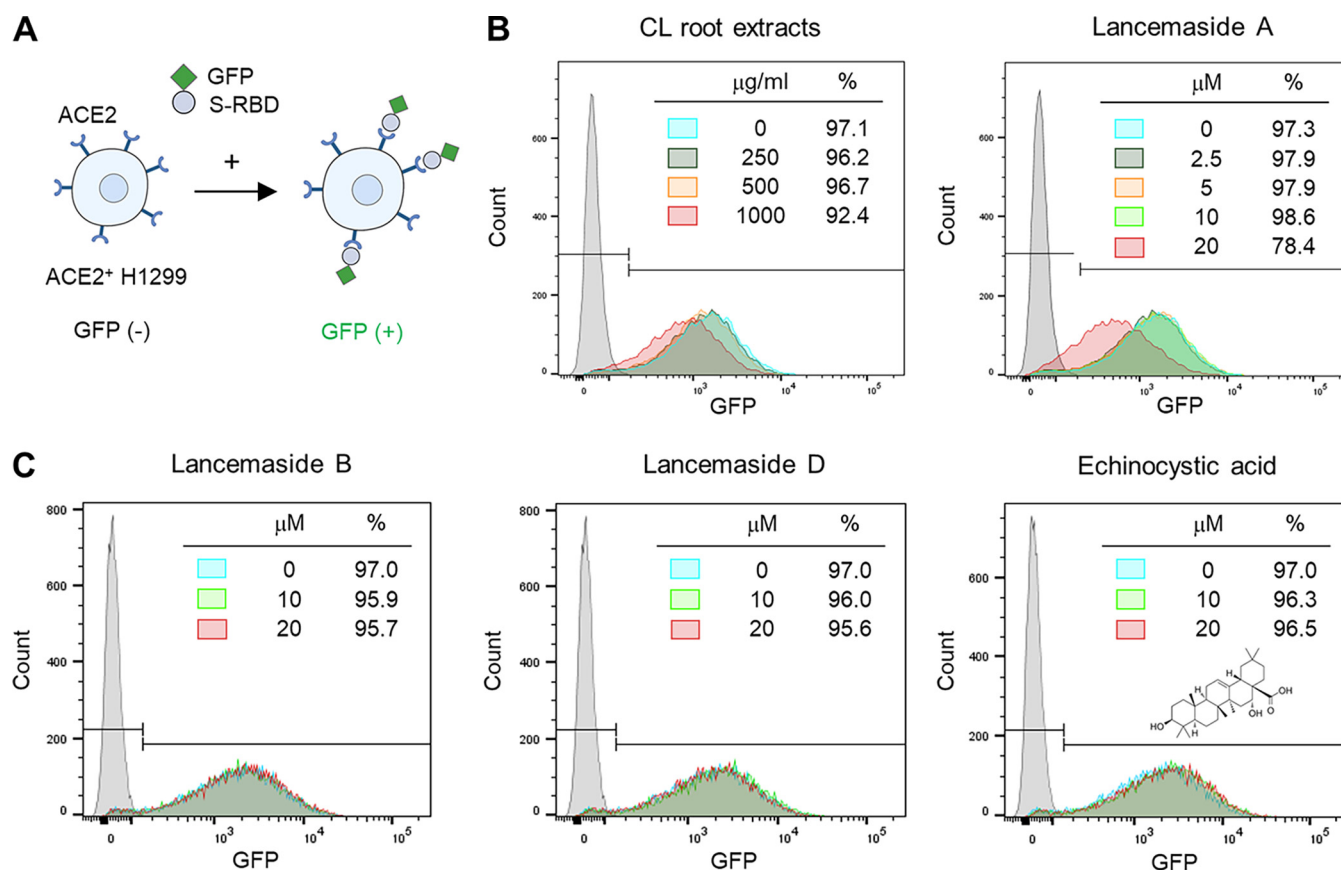 A
GFP
S-RBD
ACE2
+
ACE2⁺ H1299
GFP (-)
GFP (+)
B
CL root extracts
μg/ml %
0 97.1
250 96.2
500 96.7
1000 92.4
Count
600
400
200
0
0 10³ 10⁴ 10⁵
GFP
Lancemaside A
μM %
0 97.3
2.5 97.9
5 97.9
10 98.6
20 78.4
Count
600
400
200
0
0 10³ 10⁴ 10⁵
GFP
C
Lancemaside B
μM %
0 97.0
10 95.9
20 95.7
Count
800
600
400
200
0
0 10³ 10⁴ 10⁵
GFP
Lancemaside D
μM %
0 97.0
10 96.0
20 95.6
Count
800
600
400
200
0
0 10³ 10⁴ 10⁵
GFP
Echinocystic acid
μM %
0 97.0
10 96.3
20 96.5
H
H
OH
O
OH
HO
H
Count
600
400
200
0
0 10³ 10⁴ 10⁵
GFP